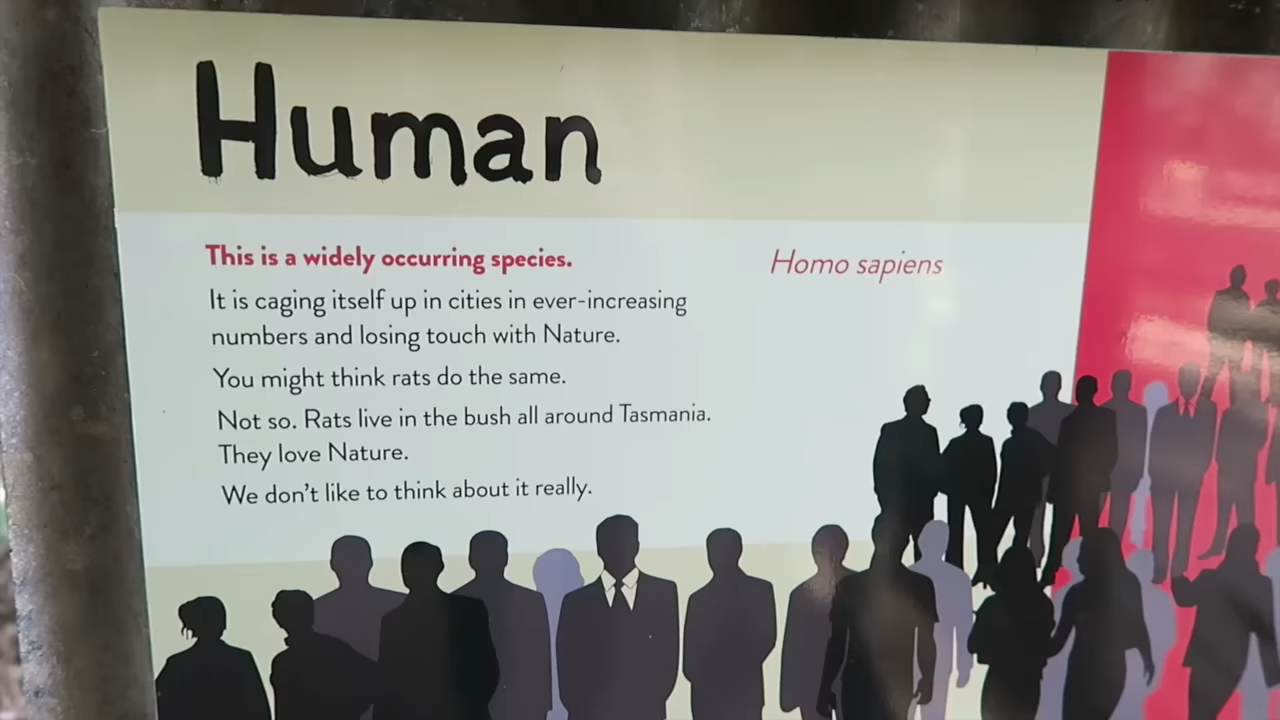 Human
This is a widely occurring species.
Homo sapiens
It is caging itself up in cities in ever-increasing
numbers and losing touch with Nature.
You might think rats do the same.
Not so. Rats live in the bush all around Tasmania.
They love Nature.
We don't like to think about it really.